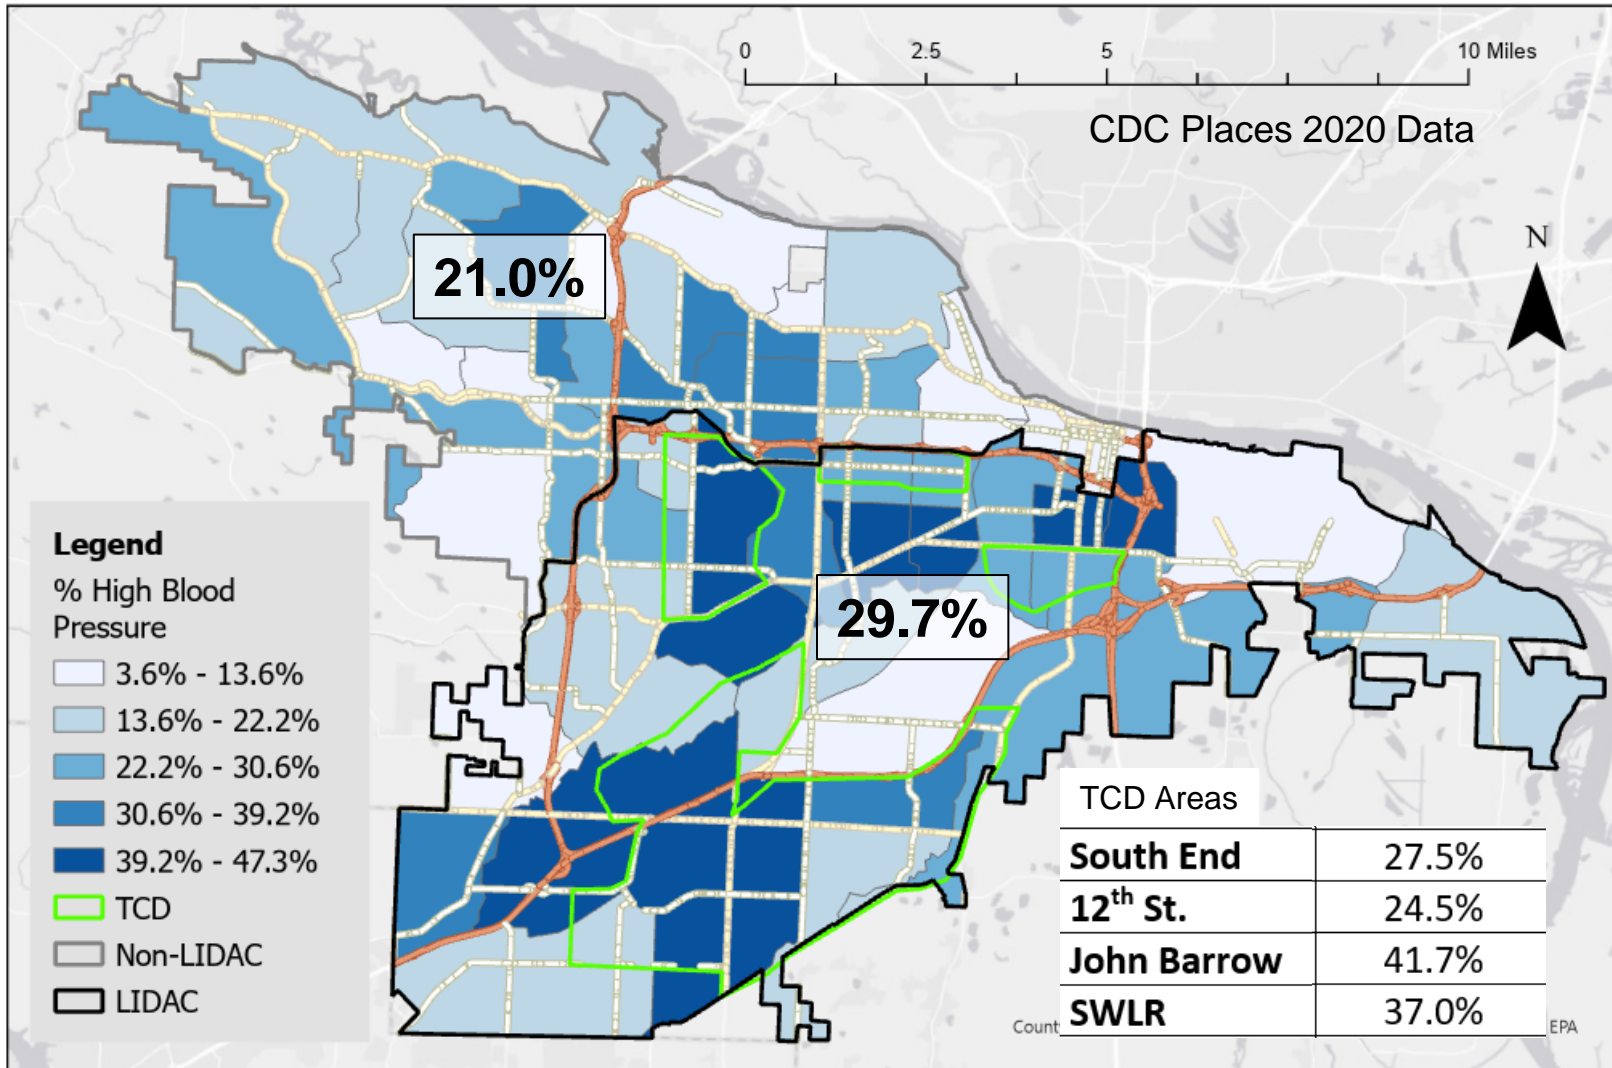 0 2.5 5 10 Miles
CDC Places 2020 Data
N
21.0%
29.7%
Legend
% High Blood
Pressure
3.6% - 13.6%
13.6% - 22.2%
22.2% - 30.6%
30.6% - 39.2%
39.2% - 47.3%
TCD
Non-LIDAC
LIDAC
TCD Areas
South End 27.5%
12th St. 24.5%
John Barrow 41.7%
SWLR 37.0%
Count
EPA